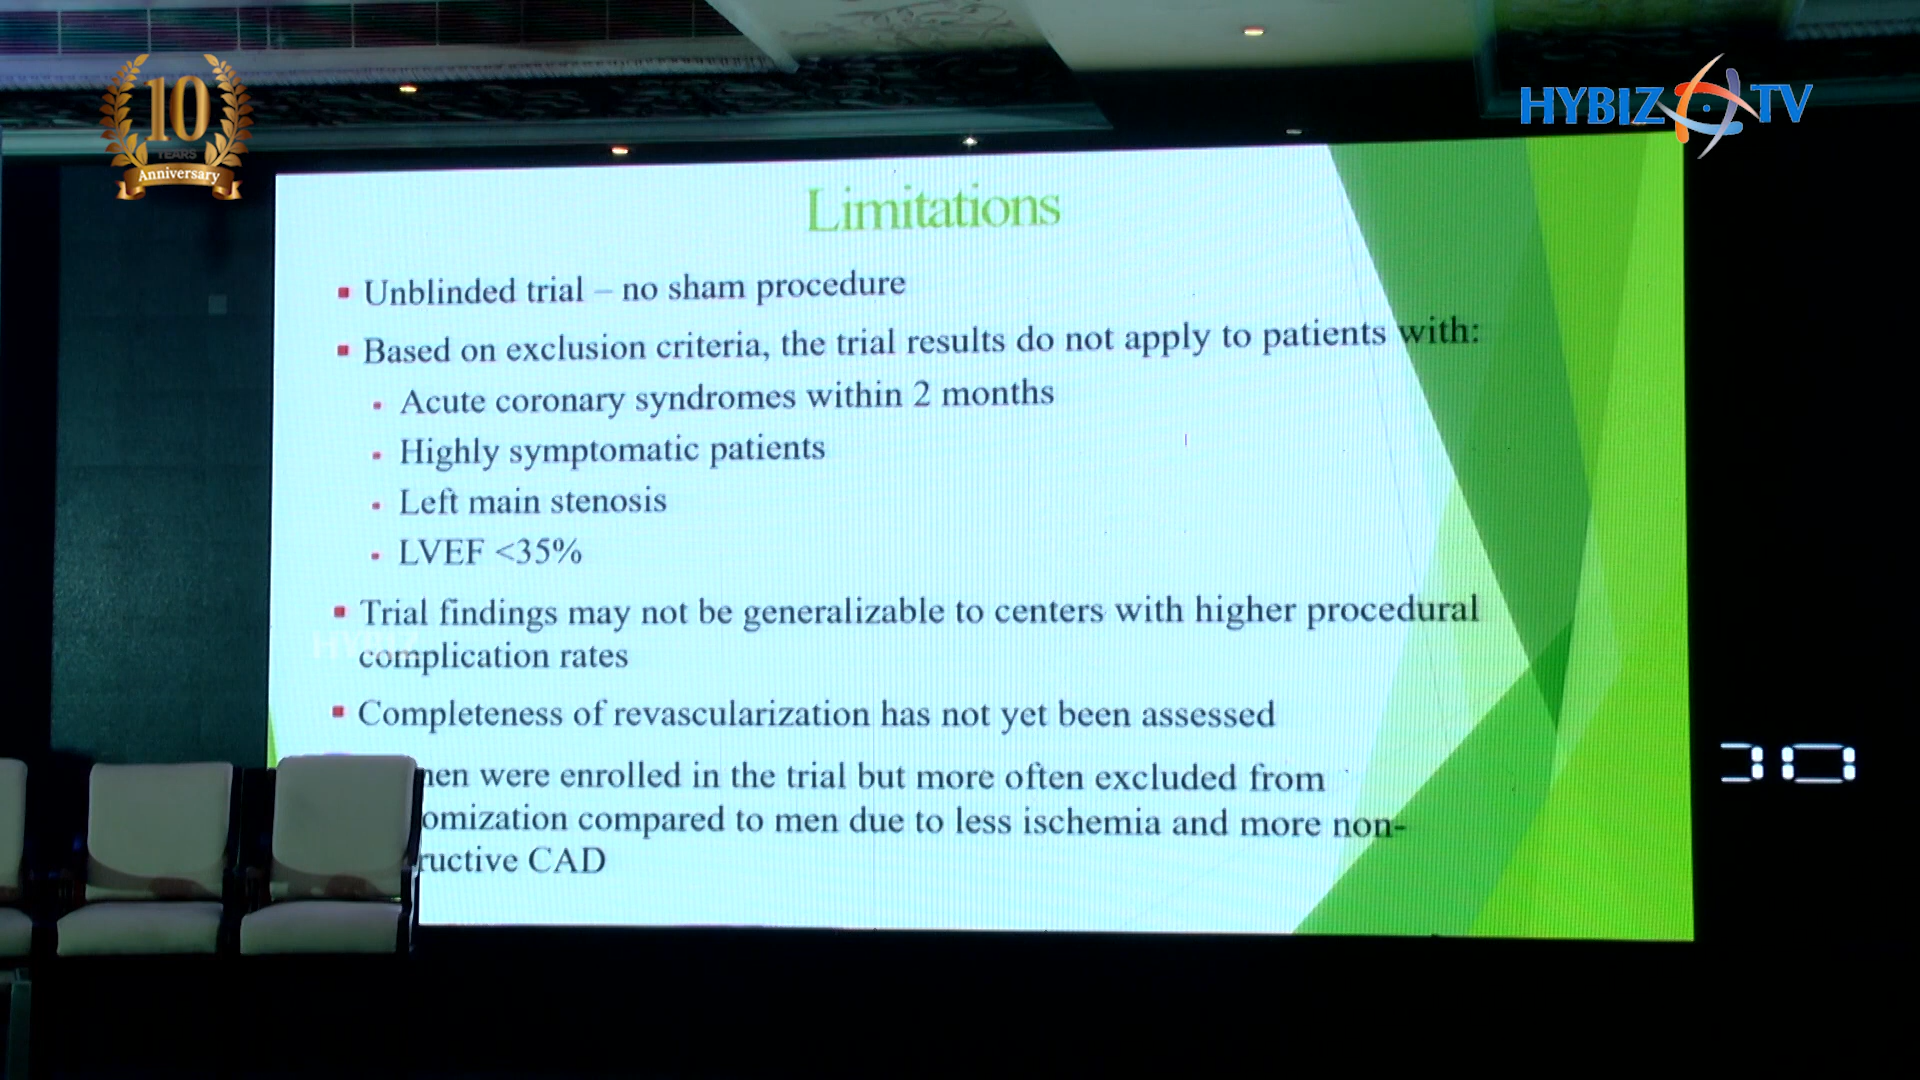 10
YEARS
Anniversary
HYBIZ TV
Limitations
Unblinded trial – no sham procedure
Based on exclusion criteria, the trial results do not apply to patients with:
Acute coronary syndromes within 2 months
Highly symptomatic patients
Left main stenosis
LVEF <35%
Trial findings may not be generalizable to centers with higher procedural
HYBIZ
complication rates
Completeness of revascularization has not yet been assessed
were enrolled in the trial but more often excluded from
compared to men due to less ischemia and more non-
CAD